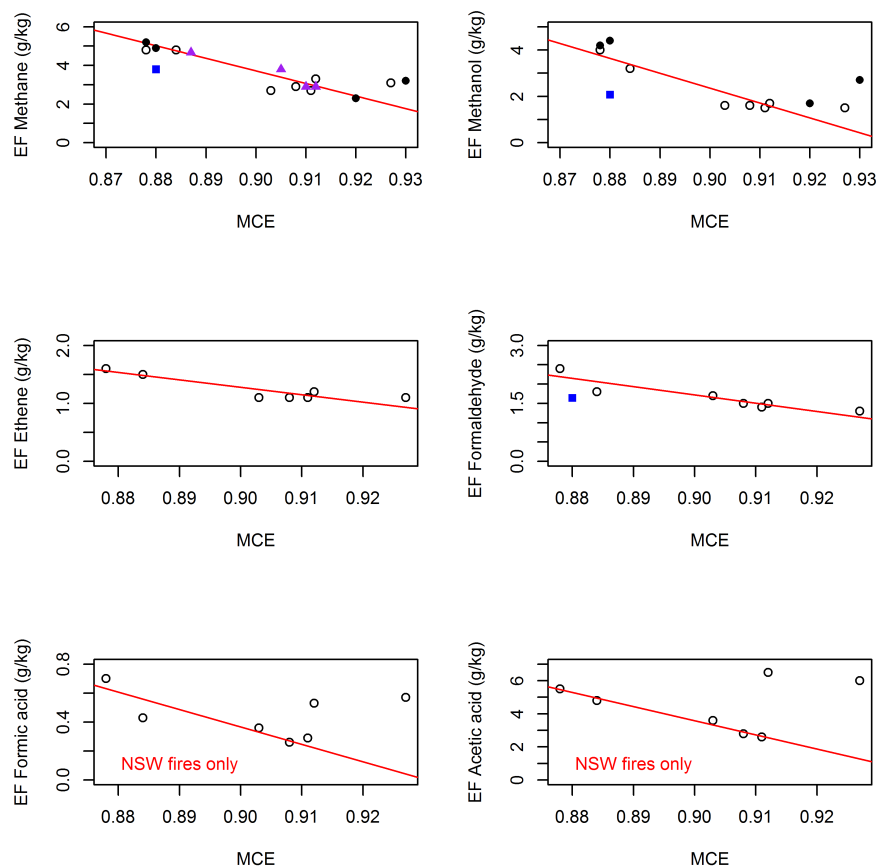 EF Methane (g/kg)
0 2 4 6
0.87 0.88 0.89 0.90 0.91 0.92 0.93
MCE
EF Methanol (g/kg)
0 2 4
0.87 0.88 0.89 0.90 0.91 0.92 0.93
MCE
EF Ethene (g/kg)
0.0 1.0 2.0
0.88 0.89 0.90 0.91 0.92
MCE
EF Formaldehyde (g/kg)
0.0 1.5 3.0
0.88 0.89 0.90 0.91 0.92
MCE
EF Formic acid (g/kg)
0.0 0.4 0.8
NSW fires only
0.88 0.89 0.90 0.91 0.92
MCE
EF Acetic acid (g/kg)
0 2 4 6
NSW fires only
0.88 0.89 0.90 0.91 0.92
MCE